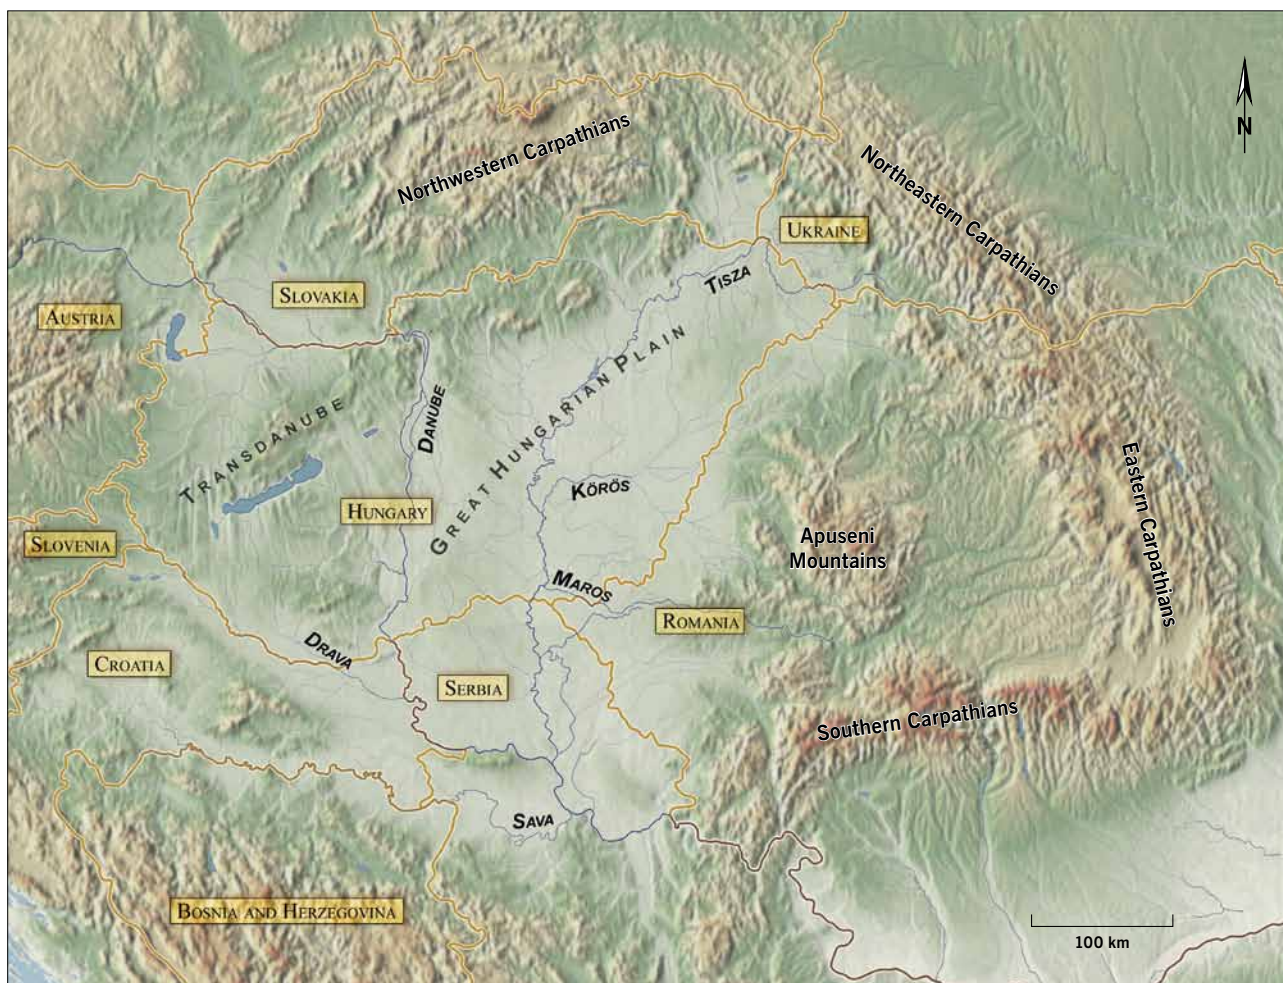 N
Northwestern Carpathians
Northeastern Carpathians
UKRAINE
TISZA
SLOVAKIA
AUSTRIA
GREAT HUNGARIAN PLAIN
TRANSDANUBE
DANUBE
Eastern Carpathians
KÖRÖS
HUNGARY
SLOVENIA
Apuseni
Mountains
MAROS
ROMANIA
DRAVA
CROATIA
SERBIA
Southern Carpathians
SAVA
BOSNIA AND HERZEGOVINA
100 km